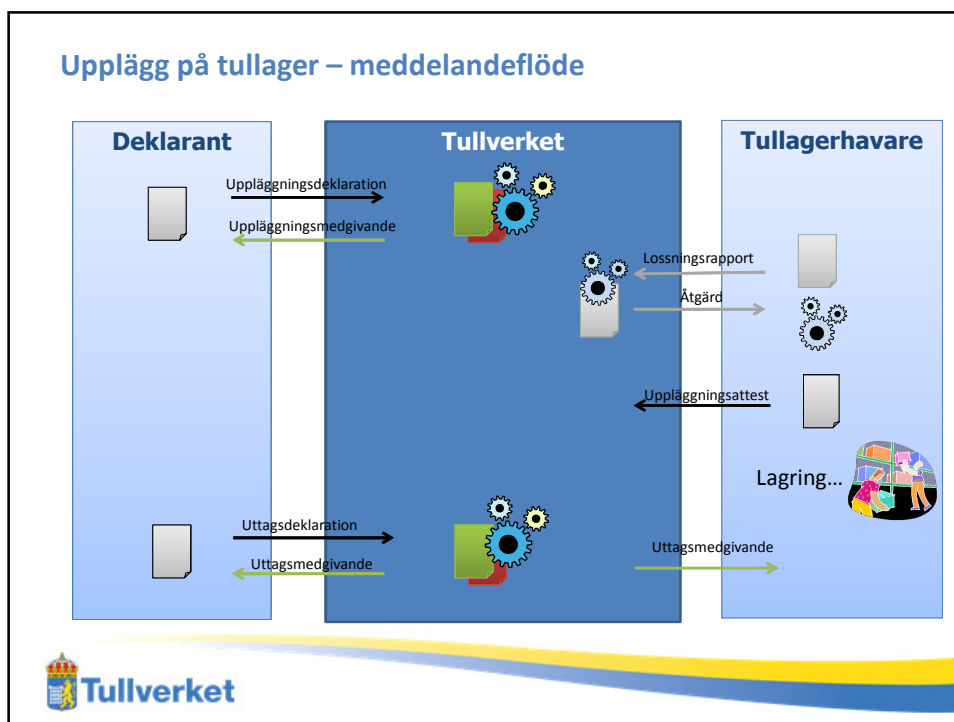 Upplägg på tullager – meddelandeflöde
Deklarant
Tullverket
Tullagerhavare
Uppläggningsdeklaration
Uppläggningsmedgivande
Lossningsrapport
Åtgärd
Uppläggningsattest
Lagring...
Uttagsdeklaration
Uttagsmedgivande
Uttagsmedgivande
Tullverket